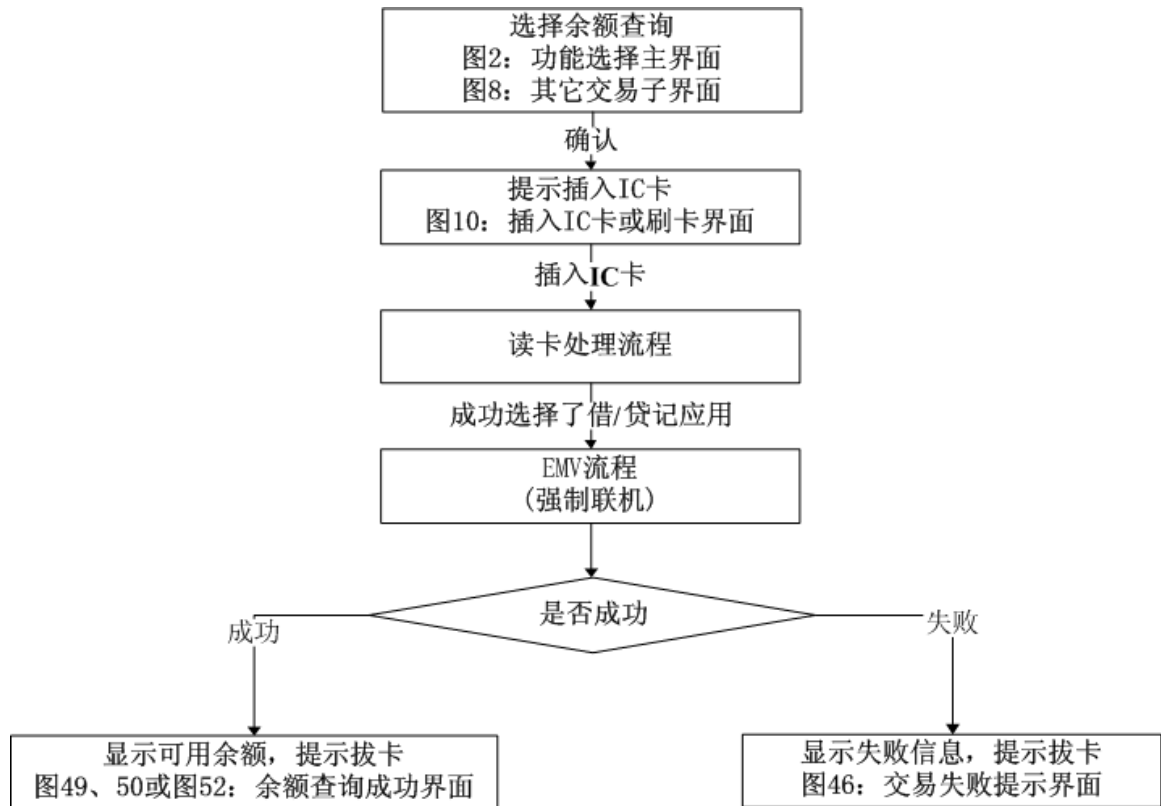 选择余额查询
图2：功能选择主界面
图8：其它交易子界面
确认
提示插入IC卡
图10：插入IC卡或刷卡界面
插入IC卡
读卡处理流程
成功选择了借/贷记应用
EMV流程
(强制联机)
是否成功
成功
失败
显示可用余额，提示拔卡
图49、50或图52：余额查询成功界面
显示失败信息，提示拔卡
图46：交易失败提示界面